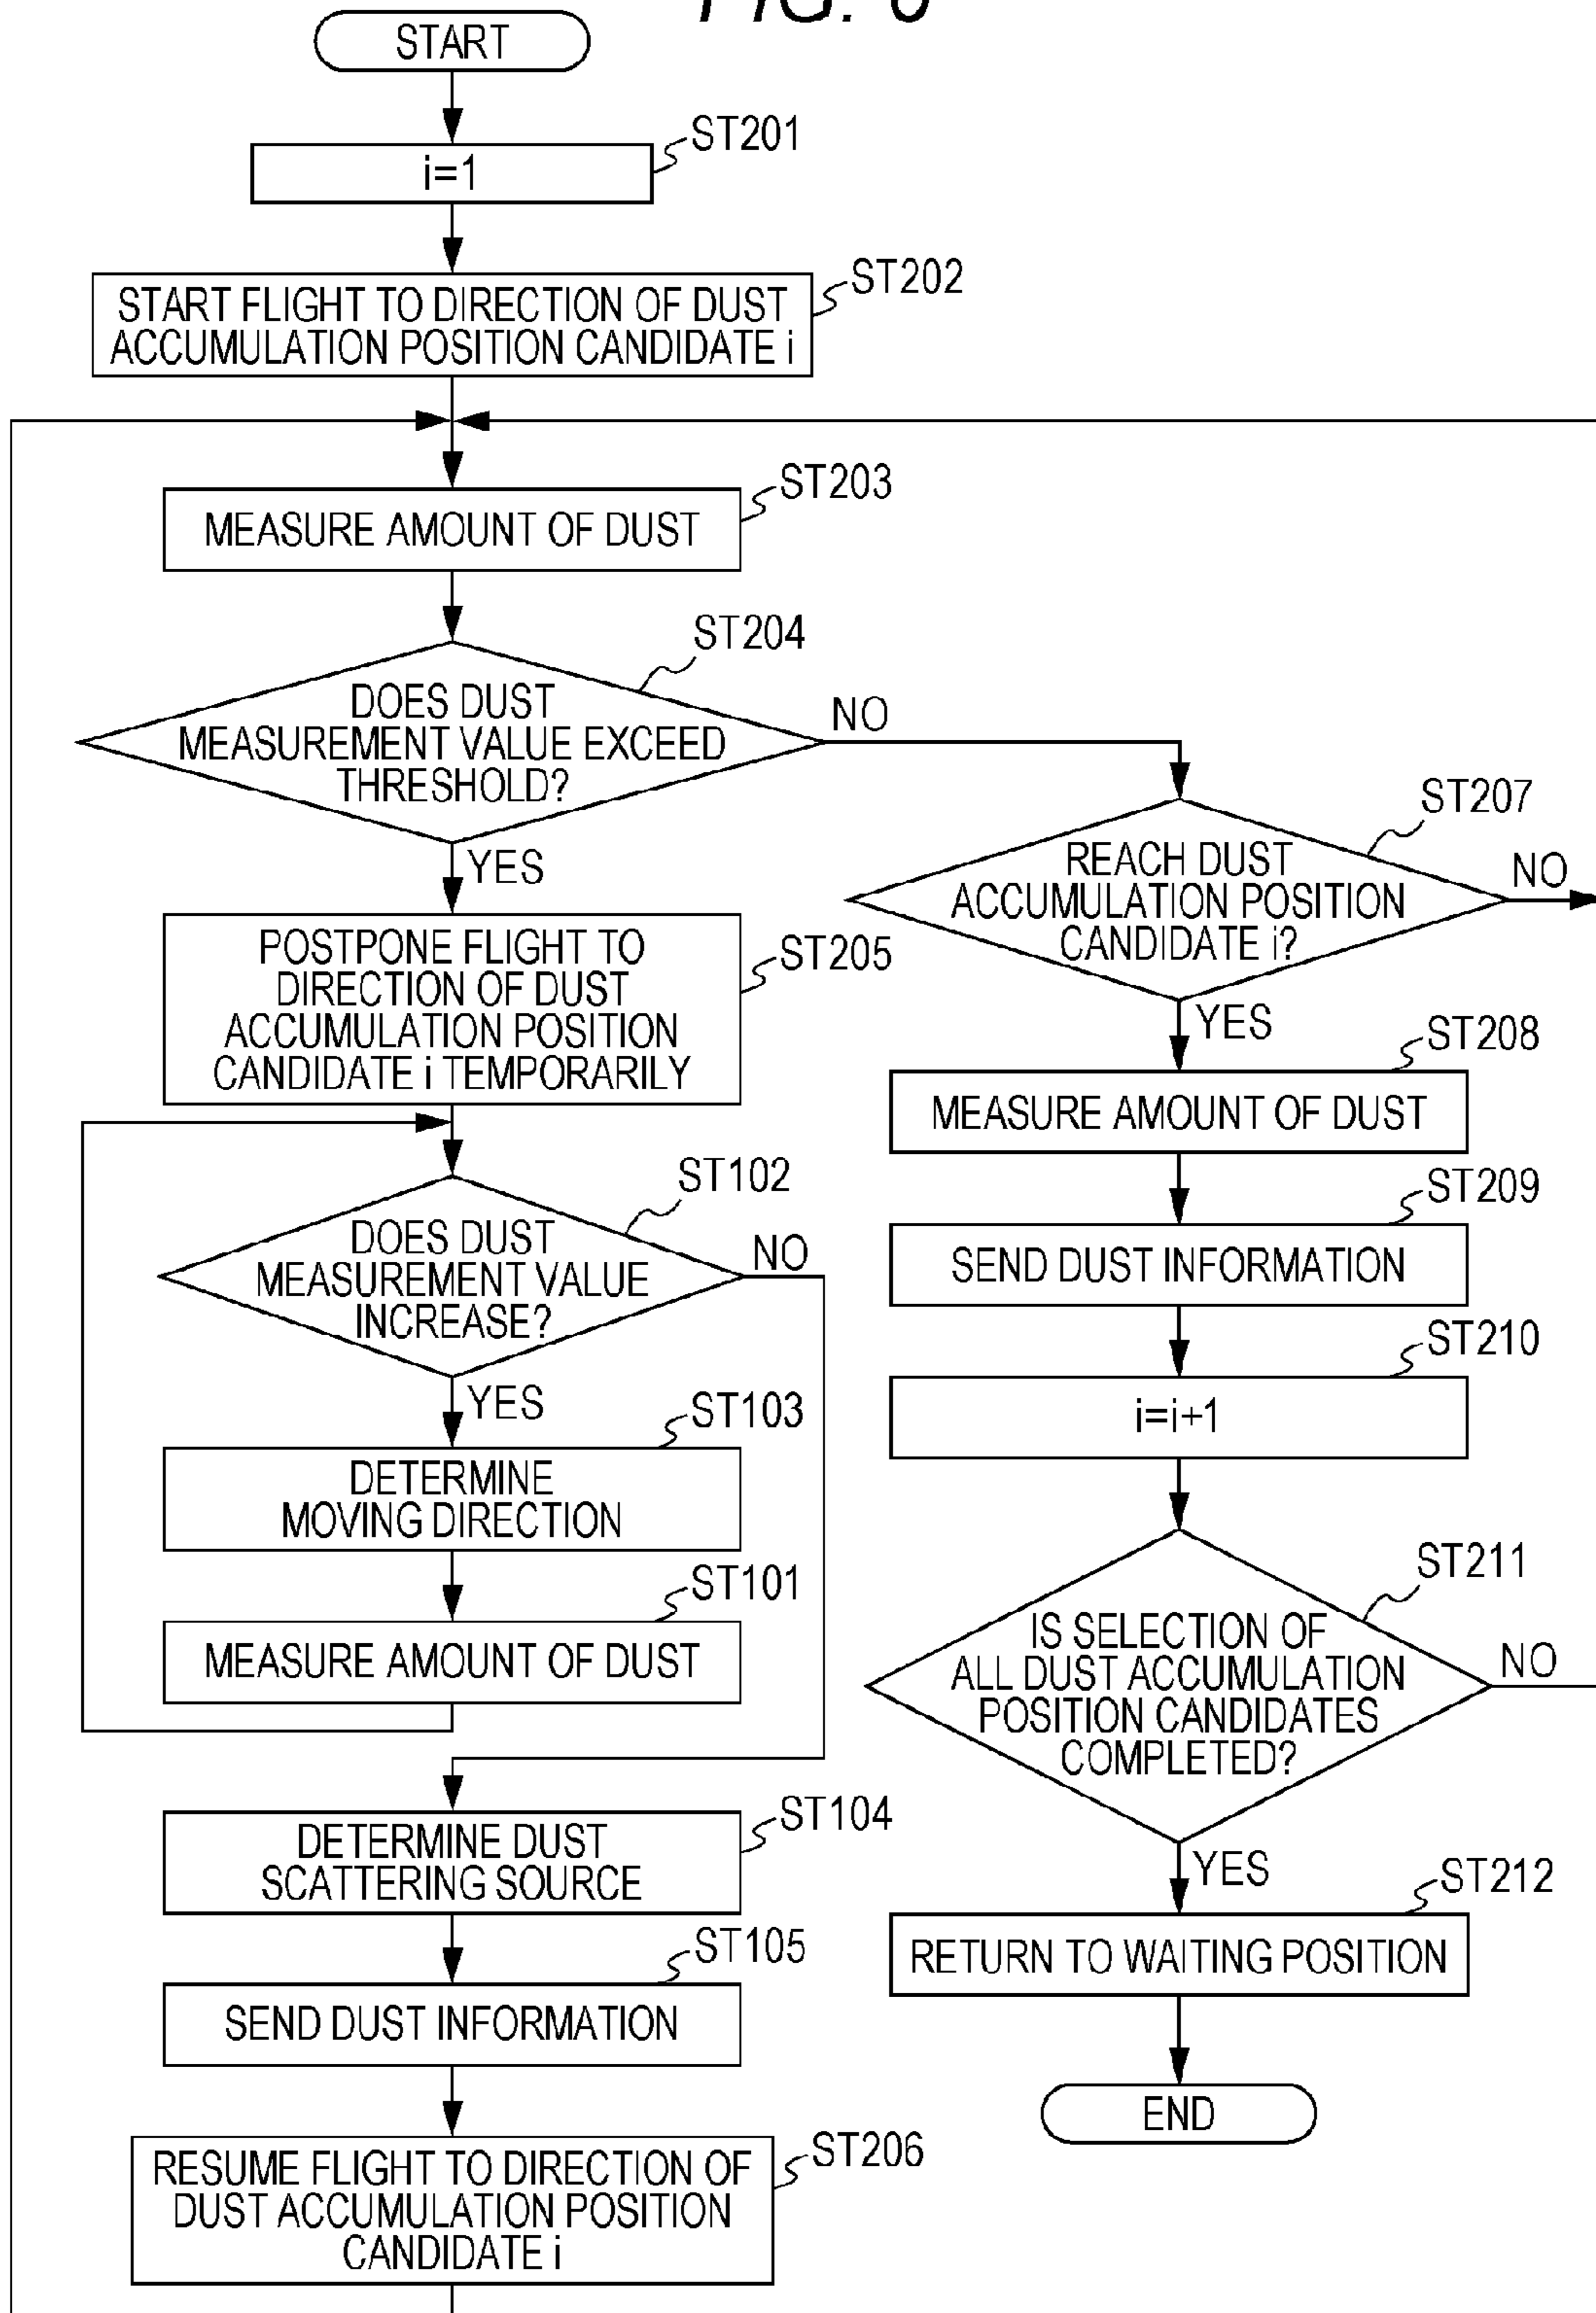 START
i=1
ST201
START FLIGHT TO DIRECTION OF DUST
ACCUMULATION POSITION CANDIDATE i
ST202
MEASURE AMOUNT OF DUST
ST203
DOES DUST
MEASUREMENT VALUE EXCEED
THRESHOLD?
ST204
NO
YES
POSTPONE FLIGHT TO
DIRECTION OF DUST
ACCUMULATION POSITION
CANDIDATE i TEMPORARILY
ST205
DOES DUST
MEASUREMENT VALUE
INCREASE?
ST102
NO
YES
DETERMINE
MOVING DIRECTION
ST103
MEASURE AMOUNT OF DUST
ST101
DETERMINE DUST
SCATTERING SOURCE
ST104
SEND DUST INFORMATION
ST105
RESUME FLIGHT TO DIRECTION OF
DUST ACCUMULATION POSITION
CANDIDATE i
ST206
REACH DUST
ACCUMULATION POSITION
CANDIDATE i?
ST207
NO
YES
MEASURE AMOUNT OF DUST
ST208
SEND DUST INFORMATION
ST209
i=i+1
ST210
IS SELECTION OF
ALL DUST ACCUMULATION
POSITION CANDIDATES
COMPLETED?
ST211
NO
YES
RETURN TO WAITING POSITION
ST212
END